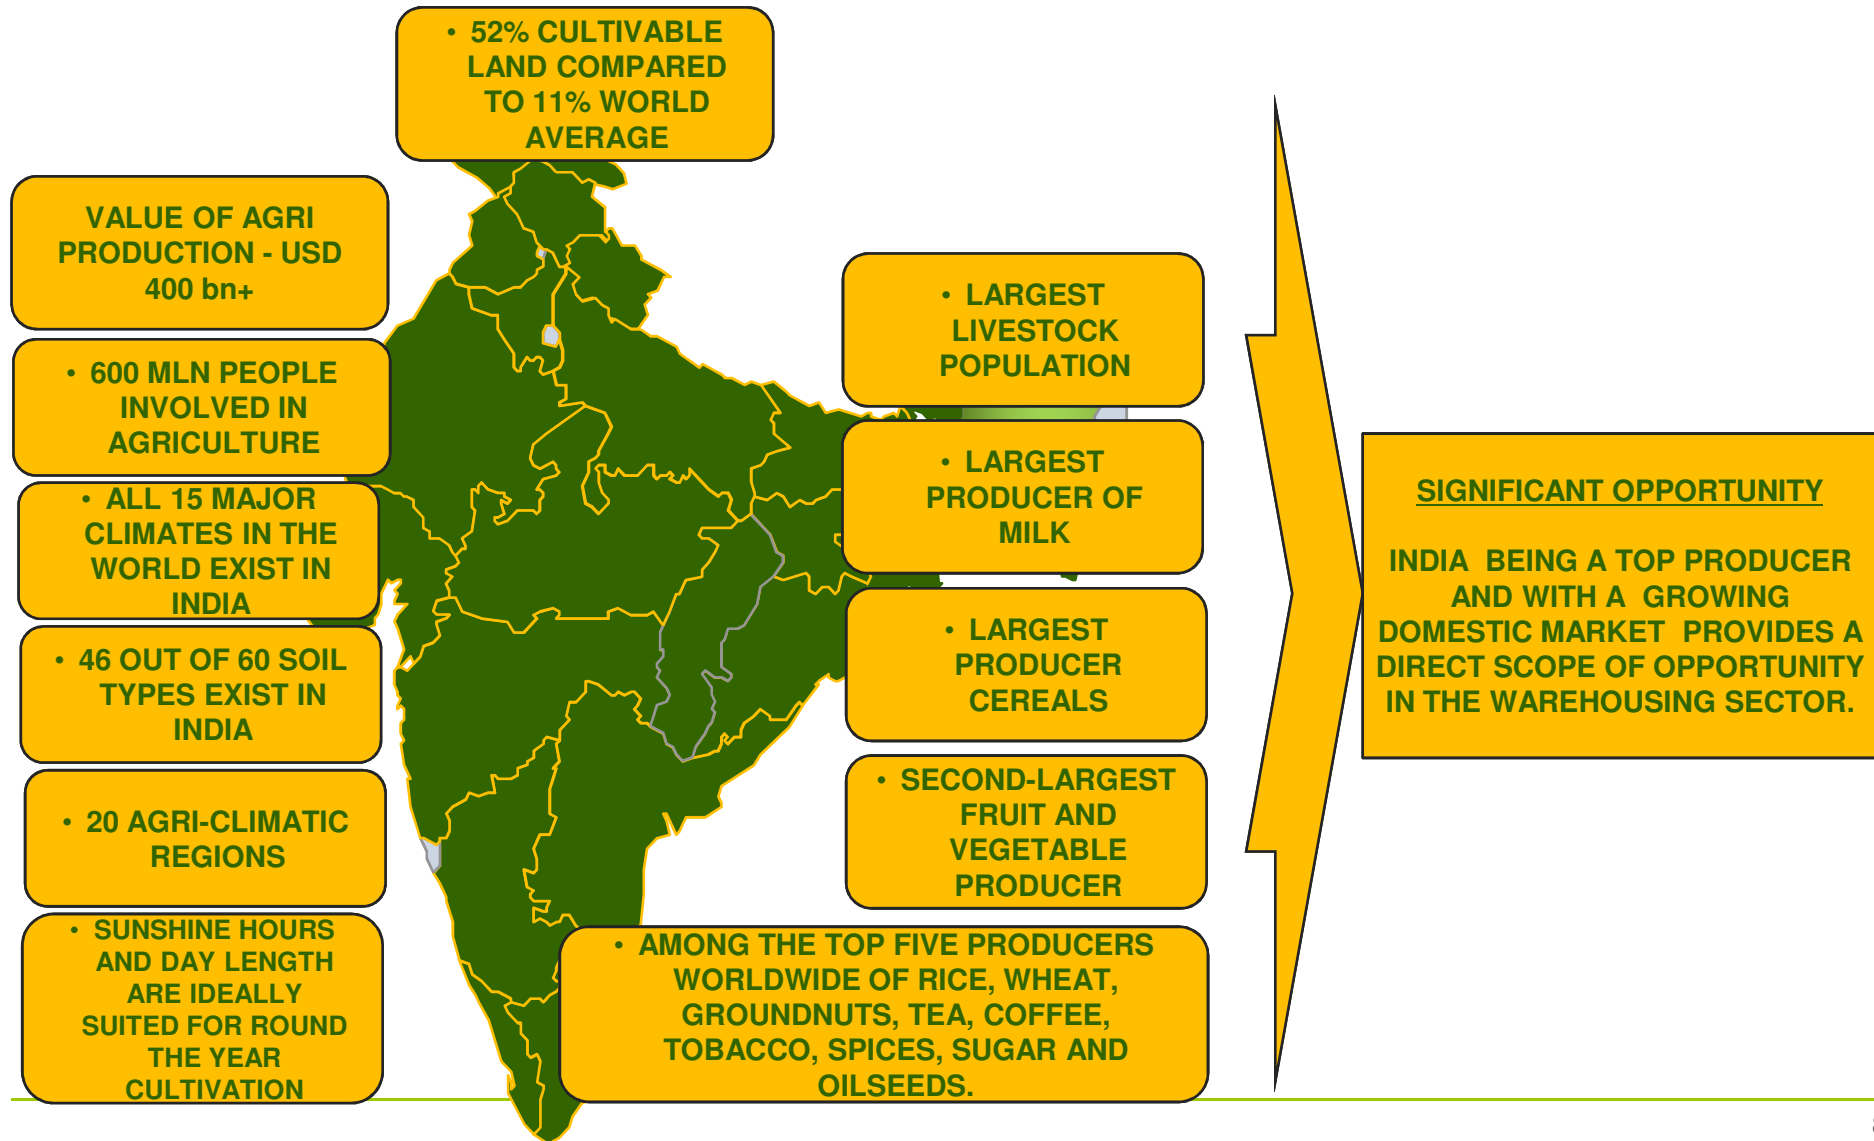 • 52% CULTIVABLE
LAND COMPARED
TO 11% WORLD
AVERAGE
VALUE OF AGRI
PRODUCTION - USD
400 bn+
• 600 MLN PEOPLE
INVOLVED IN
AGRICULTURE
• ALL 15 MAJOR
CLIMATES IN THE
WORLD EXIST IN
INDIA
• 46 OUT OF 60 SOIL
TYPES EXIST IN
INDIA
• 20 AGRI-CLIMATIC
REGIONS
• SUNSHINE HOURS
AND DAY LENGTH
ARE IDEALLY
SUITED FOR ROUND
THE YEAR
CULTIVATION
• LARGEST
LIVESTOCK
POPULATION
• LARGEST
PRODUCER OF
MILK
• LARGEST
PRODUCER
CEREALS
• SECOND-LARGEST
FRUIT AND
VEGETABLE
PRODUCER
• AMONG THE TOP FIVE PRODUCERS
WORLDWIDE OF RICE, WHEAT,
GROUNDNUTS, TEA, COFFEE,
TOBACCO, SPICES, SUGAR AND
OILSEEDS.
SIGNIFICANT OPPORTUNITY
INDIA BEING A TOP PRODUCER
AND WITH A GROWING
DOMESTIC MARKET PROVIDES A
DIRECT SCOPE OF OPPORTUNITY
IN THE WAREHOUSING SECTOR.